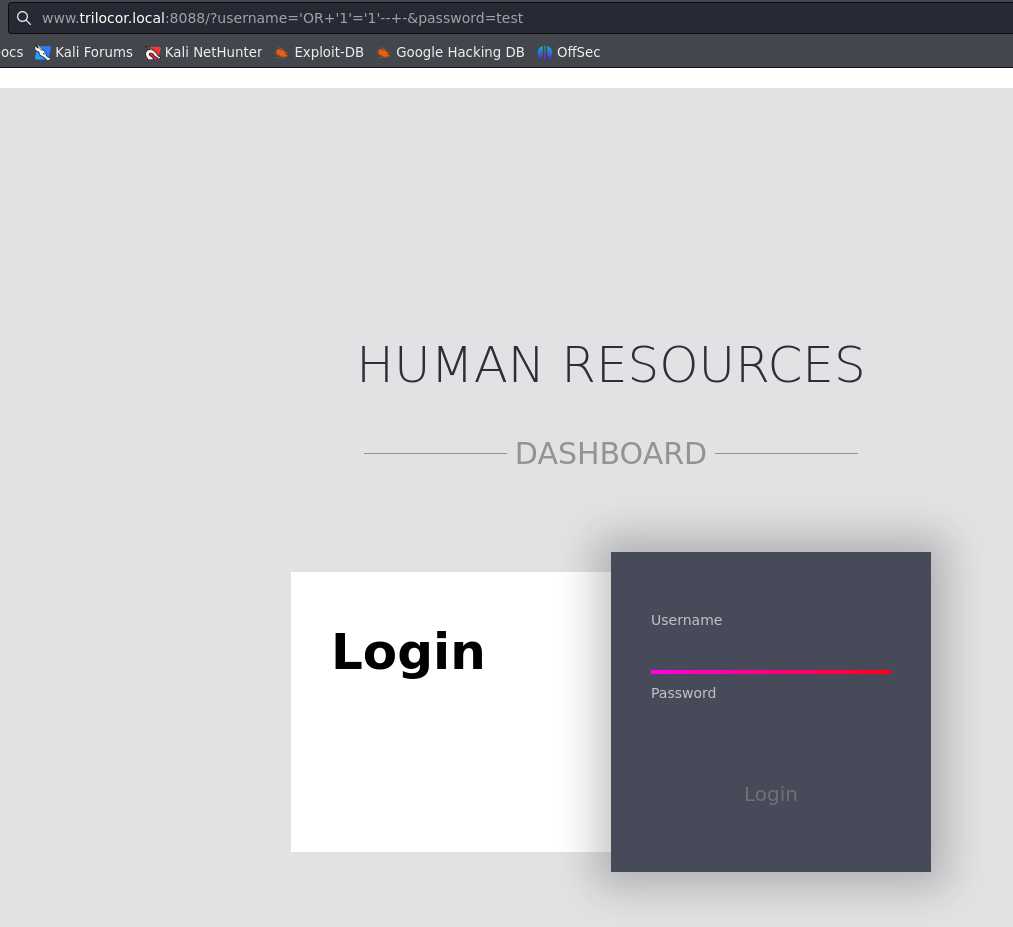 www.trilocor.local:8088/?username='OR+'1'='1'--+-&password=test
ocs Kali Forums Kali NetHunter Exploit-DB Google Hacking DB OffSec
HUMAN RESOURCES
DASHBOARD
Login
Username
Password
Login